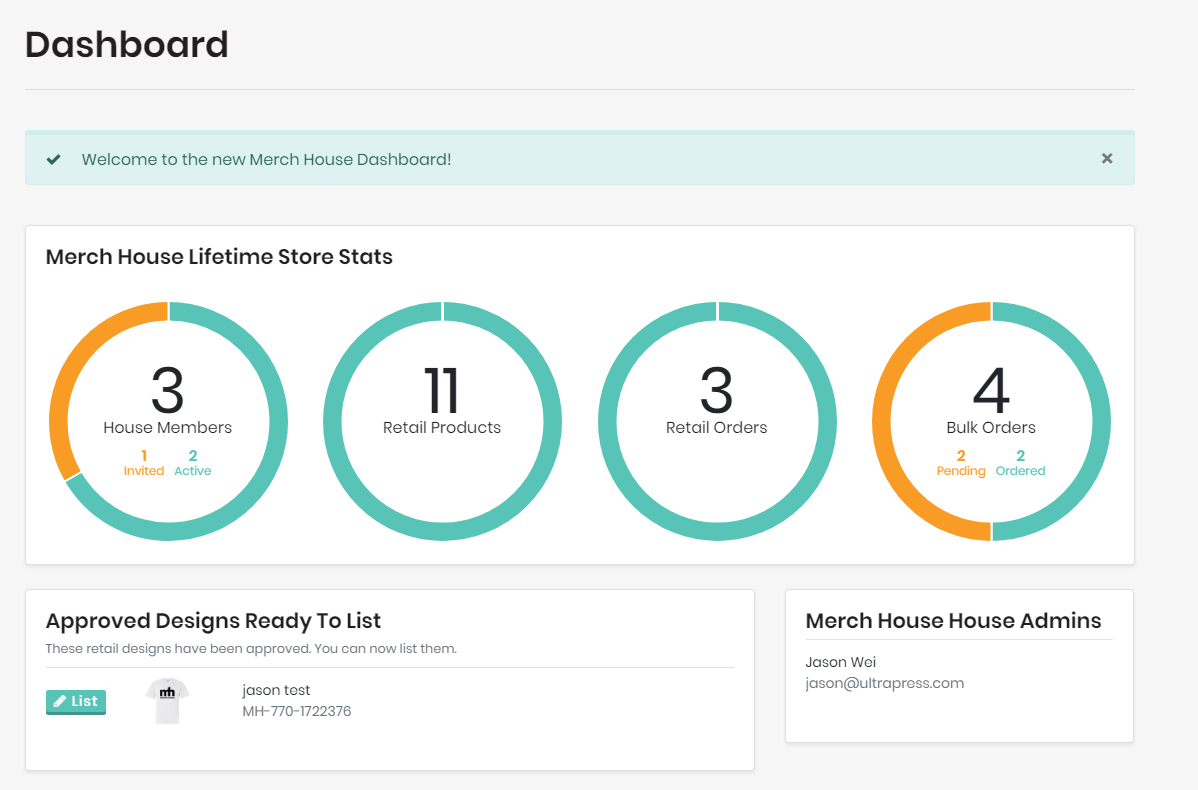 Dashboard
Welcome to the new Merch House Dashboard!
Merch House Lifetime Store Stats
3
House Members
1 2
Invited Active
11
Retail Products
3
Retail Orders
4
Bulk Orders
2 2
Pending Ordered
Approved Designs Ready To List
These retail designs have been approved. You can now list them.
List
mh
jason test
MH-770-1722376
Merch House House Admins
Jason Wei
jason@ultrapress.com